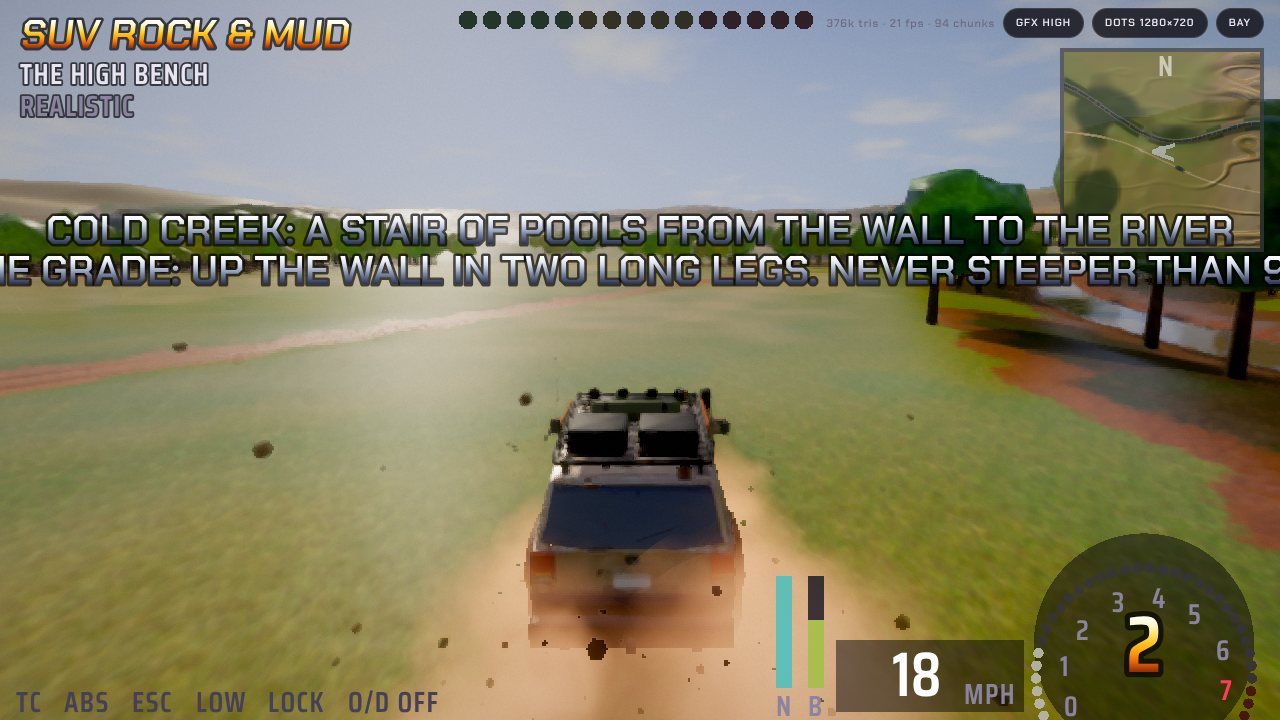 SUV ROCK & MUD
THE HIGH BENCH
REALISTIC
376k tris - 21 fps - 94 chunks
GFX HIGH
DOTS 1280×720
BAY
N
COLD CREEK: A STAIR OF POOLS FROM THE WALL TO THE RIVER
GRADE: UP THE WALL IN TWO LONG LEGS. NEVER STEEPER THAN
TC ABS ESC LOW LOCK O/D OFF
N B
18 MPH
0 1 2 3 4 5 6 7
2